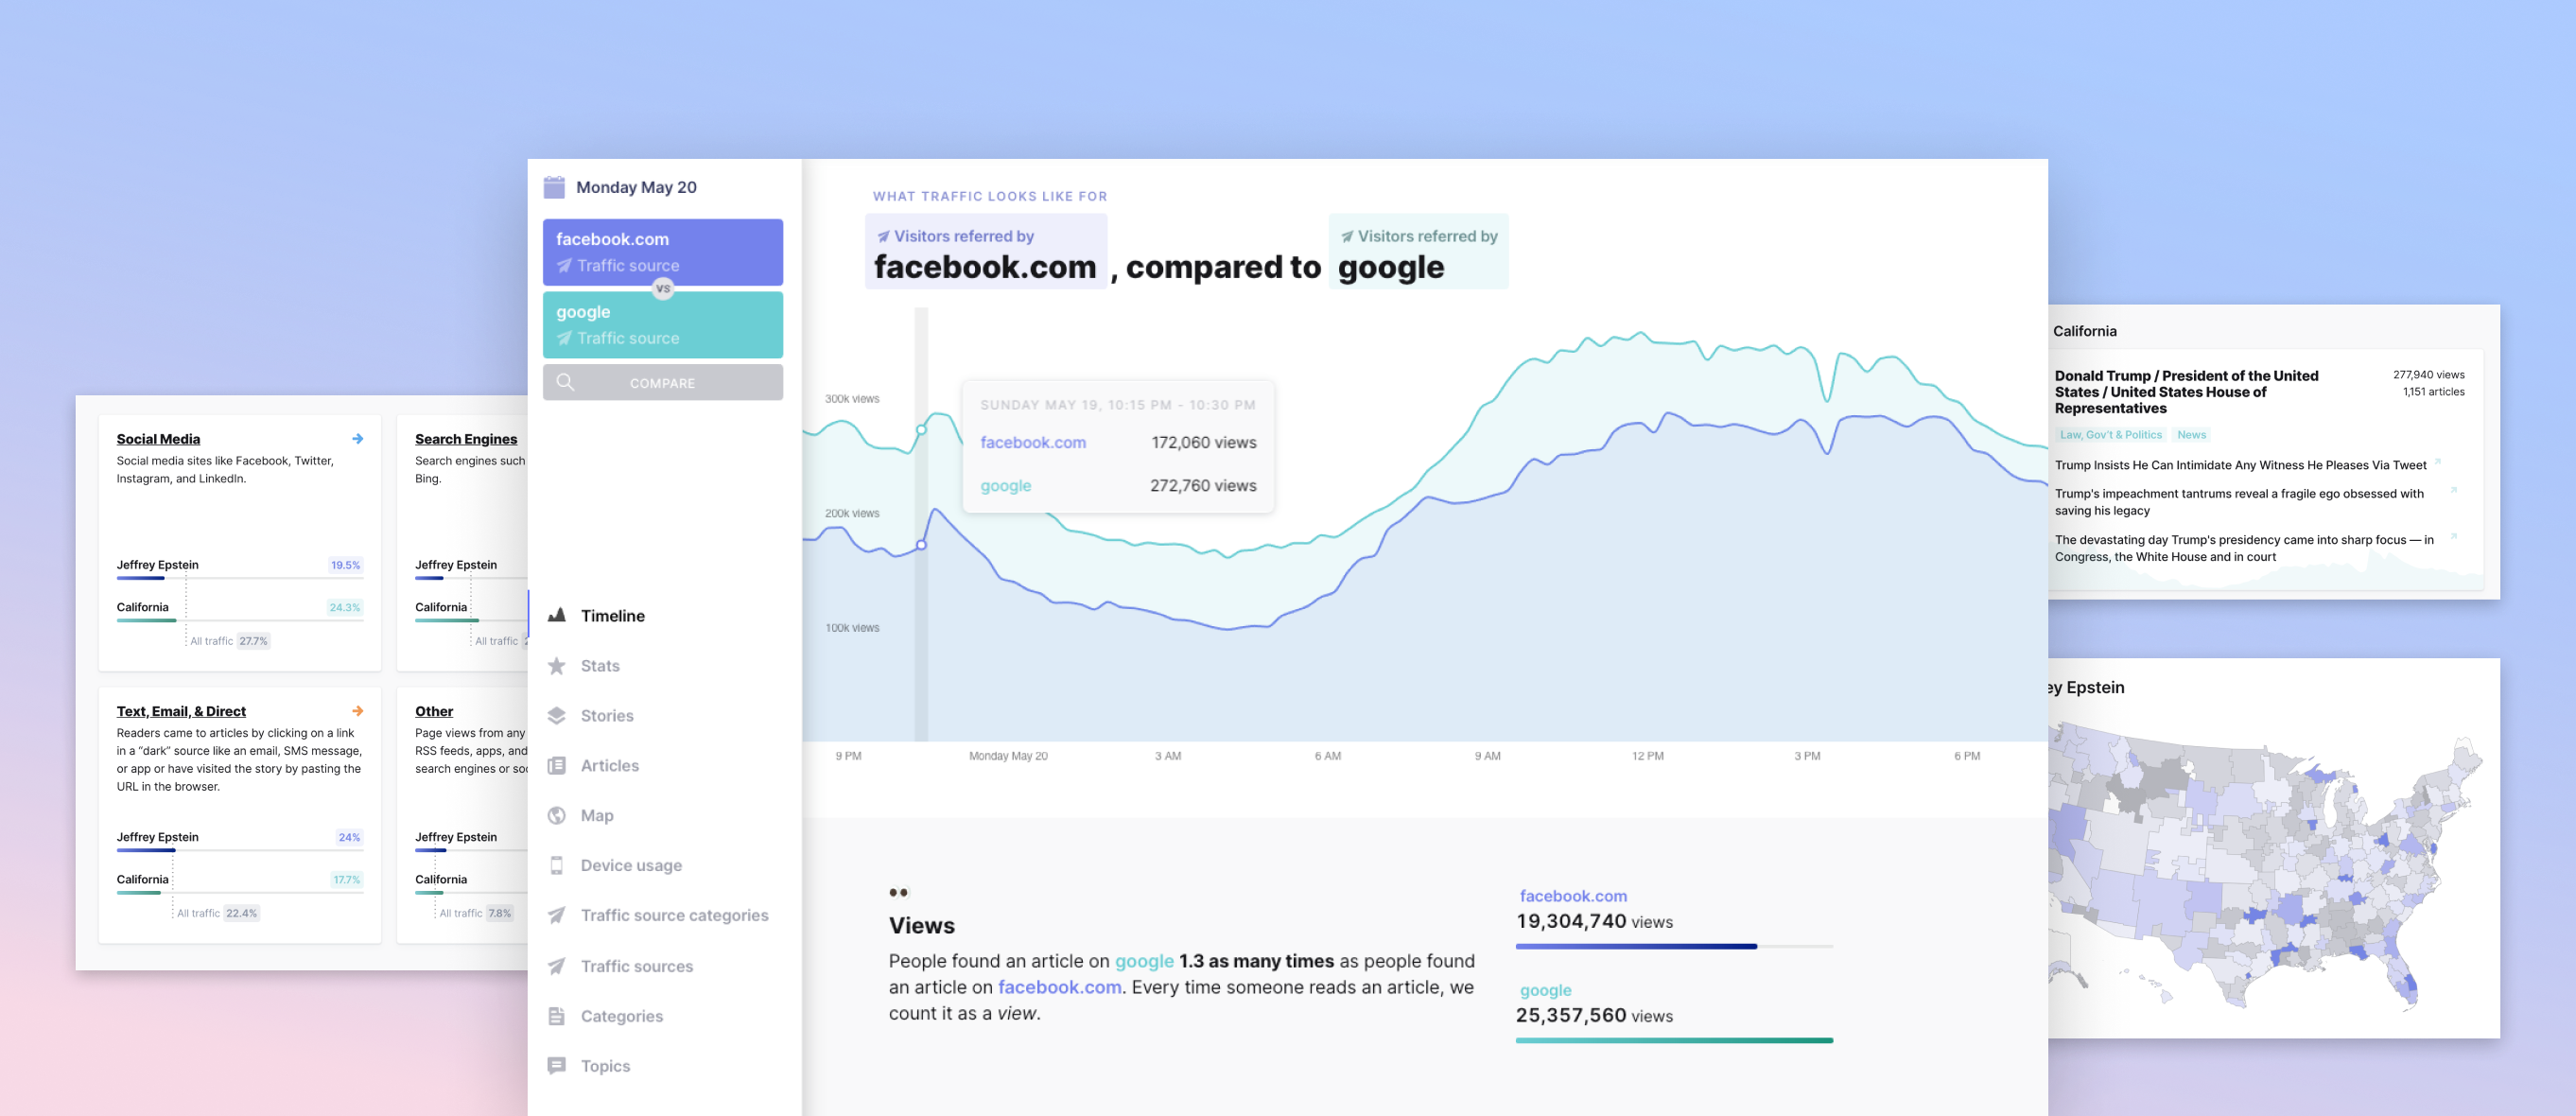 Monday May 20
facebook.com
Traffic source
VS
google
Traffic source
COMPARE
Timeline
Stats
Stories
Articles
Map
Device usage
Traffic source categories
Traffic sources
Categories
Topics
WHAT TRAFFIC LOOKS LIKE FOR
Visitors referred by
facebook.com , compared to
Visitors referred by
google
300k views
200k views
100k views
SUNDAY MAY 19, 10:15 PM - 10:30 PM
facebook.com 172,060 views
google 272,760 views
9 PM Monday May 20 3 AM 6 AM 9 AM 12 PM 3 PM 6 PM
Views
People found an article on google 1.3 as many times as people found
an article on facebook.com. Every time someone reads an article, we
count it as a view.
facebook.com
19,304,740 views
google
25,357,560 views
Social Media
Social media sites like Facebook, Twitter,
Instagram, and LinkedIn.
Jeffrey Epstein 19.5%
California 24.3%
All traffic 27.7%
Search Engines
Search engines such
Bing.
Jeffrey Epstein
California
All traffic
Text, Email, & Direct
Readers came to articles by clicking on a link
in a “dark” source like an email, SMS message,
or app or have visited the story by pasting the
URL in the browser.
Jeffrey Epstein 24%
California 17.7%
All traffic 22.4%
Other
Page views from any
RSS feeds, apps, and
search engines or soc
Jeffrey Epstein
California
All traffic 7.8%
California
Donald Trump / President of the United
States / United States House of
Representatives
277,940 views
1,151 articles
Law, Gov't & Politics News
Trump Insists He Can Intimidate Any Witness He Pleases Via Tweet
Trump's impeachment tantrums reveal a fragile ego obsessed with
saving his legacy
The devastating day Trump's presidency came into sharp focus — in
Congress, the White House and in court
ey Epstein